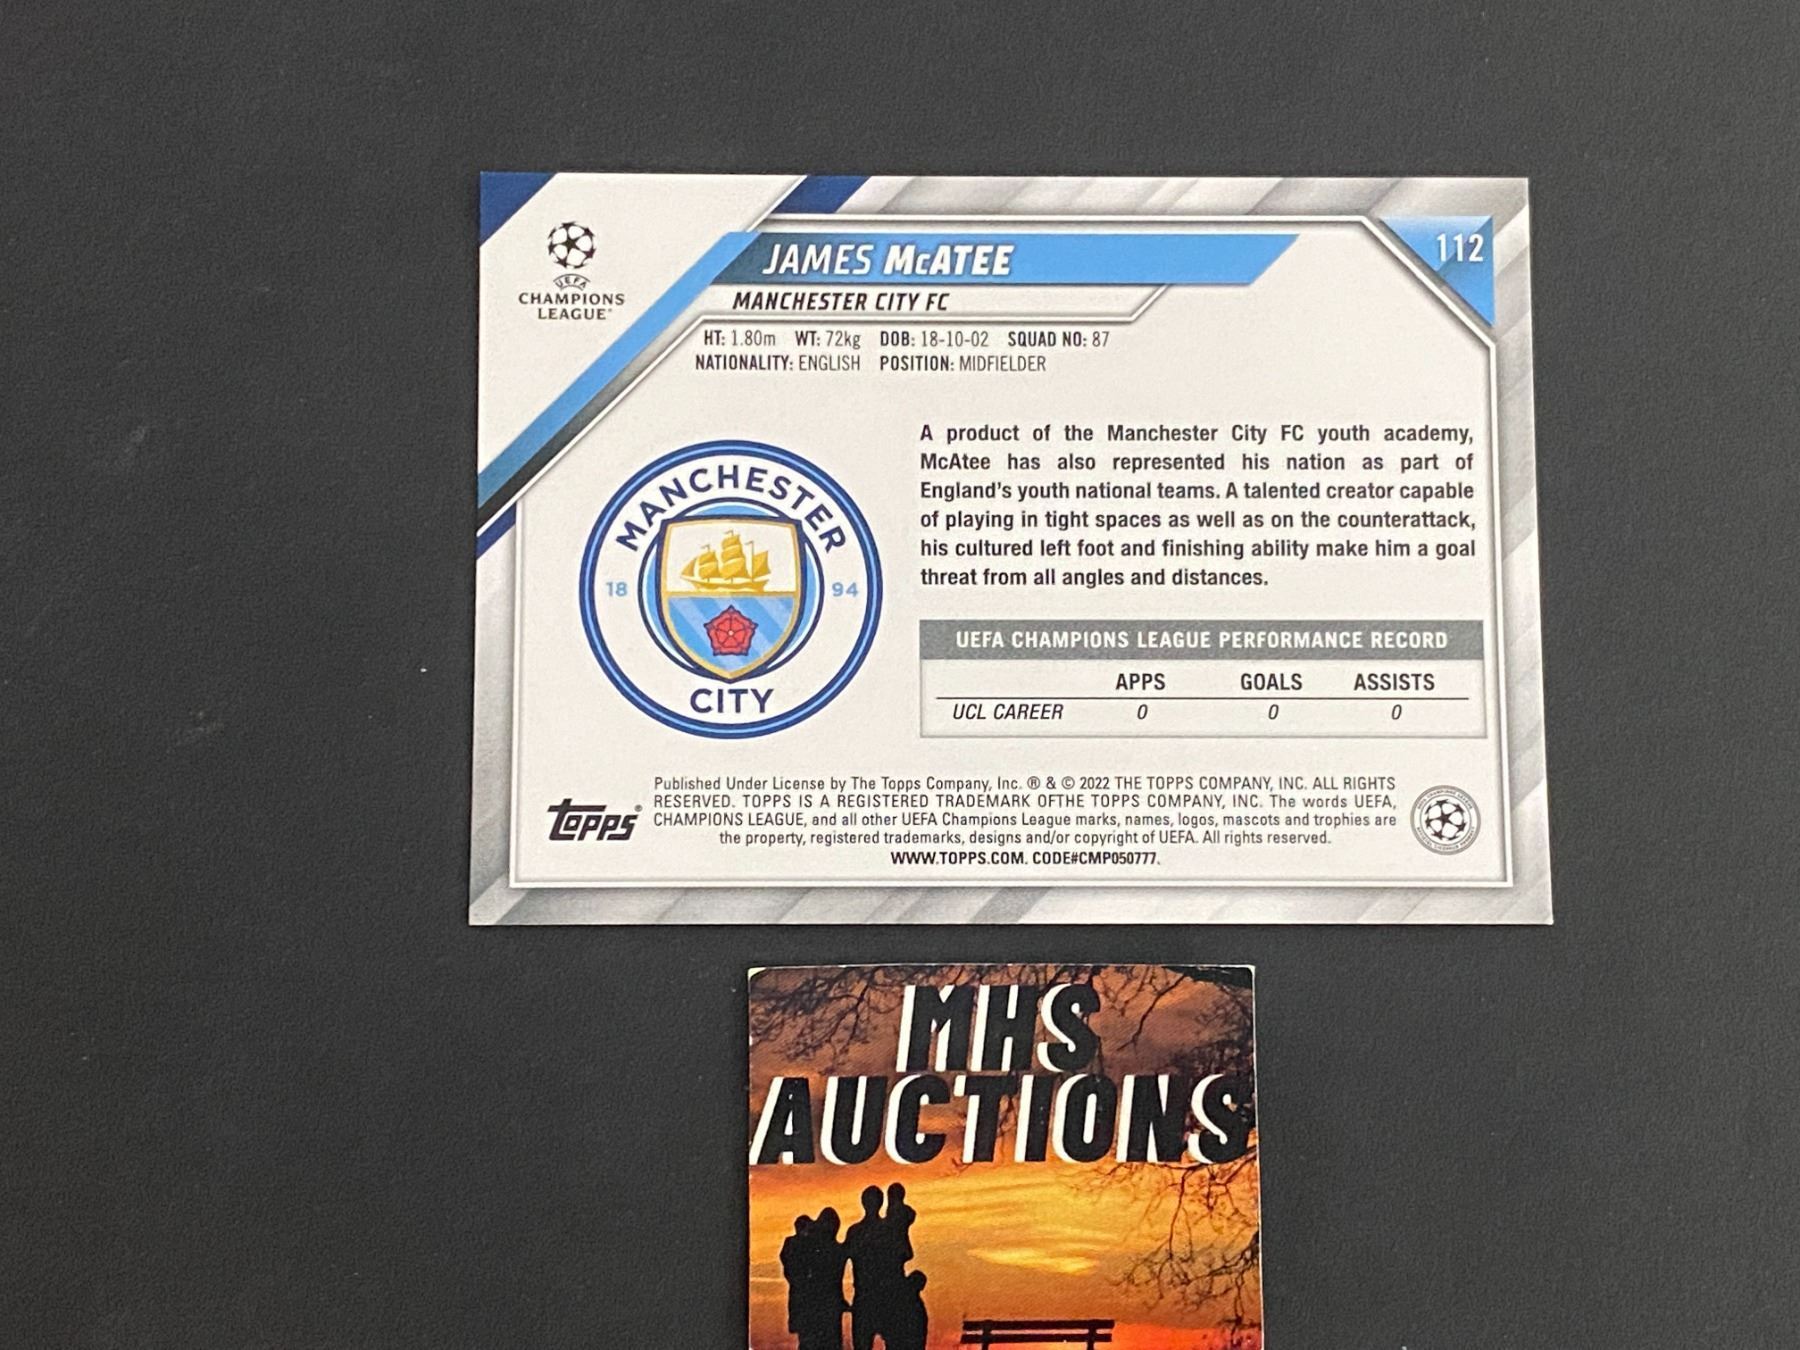 UEFA
CHAMPIONS
LEAGUE
JAMES McATEE
112
MANCHESTER CITY FC
HT: 1.80m WT: 72kg DOB: 18-10-02 SQUAD NO: 87
NATIONALITY: ENGLISH POSITION: MIDFIELDER
MANCHESTER
18 94
CITY
A product of the Manchester City FC youth academy,
McAtee has also represented his nation as part of
England's youth national teams. A talented creator capable
of playing in tight spaces as well as on the counterattack,
his cultured left foot and finishing ability make him a goal
threat from all angles and distances.
UEFA CHAMPIONS LEAGUE PERFORMANCE RECORD
APPS GOALS ASSISTS
UCL CAREER 0 0 0
topps®
Published Under License by The Topps Company, Inc. ® & © 2022 THE TOPPS COMPANY, INC. ALL RIGHTS
RESERVED. TOPPS IS A REGISTERED TRADEMARK OFTHE TOPPS COMPANY, INC. The words UEFA,
CHAMPIONS LEAGUE, and all other UEFA Champions League marks, names, logos, mascots and trophies are
the property, registered trademarks, designs and/or copyright of UEFA. All rights reserved.
WWW.TOPPS.COM. CODE#CMP050777.
MHS
AUCTIONS